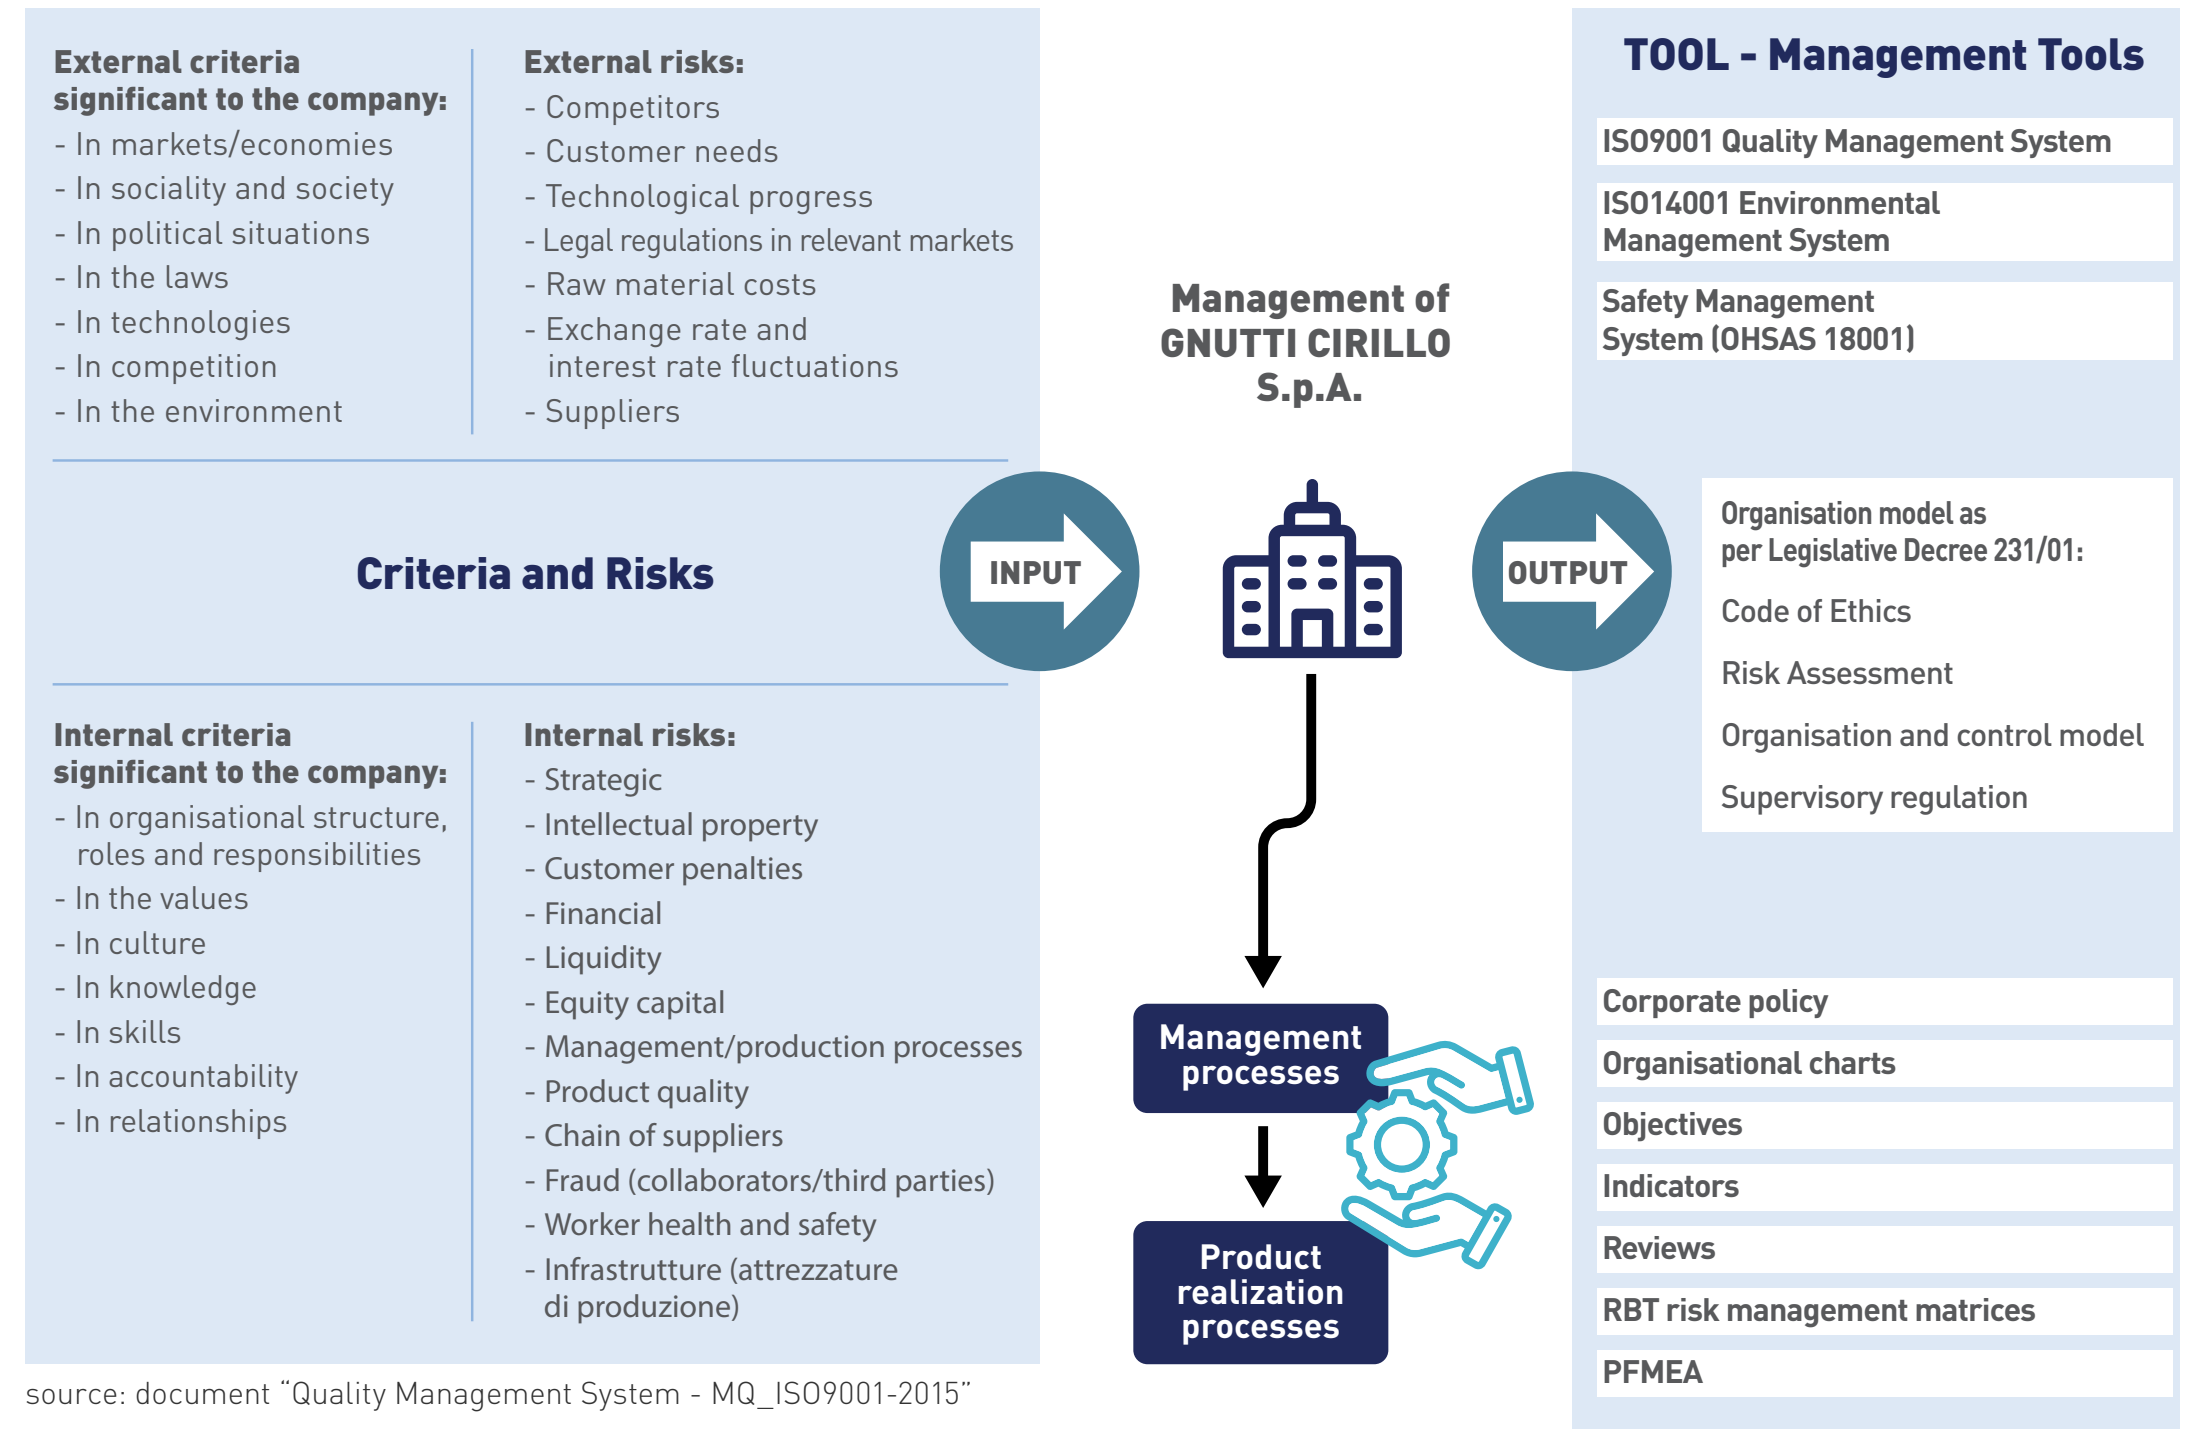 External criteria
significant to the company:
- In markets/economies
- In sociality and society
- In political situations
- In the laws
- In technologies
- In competition
- In the environment
External risks:
- Competitors
- Customer needs
- Technological progress
- Legal regulations in relevant markets
- Raw material costs
- Exchange rate and
interest rate fluctuations
- Suppliers
Criteria and Risks
Internal criteria
significant to the company:
- In organisational structure,
roles and responsibilities
- In the values
- In culture
- In knowledge
- In skills
- In accountability
- In relationships
Internal risks:
- Strategic
- Intellectual property
- Customer penalties
- Financial
- Liquidity
- Equity capital
- Management/production processes
- Product quality
- Chain of suppliers
- Fraud (collaborators/third parties)
- Worker health and safety
- Infrastrutture (attrezzature
di produzione)
source: document “Quality Management System - MQ_ISO9001-2015”
INPUT
Management of
GNUTTI CIRILLO
S.p.A.
Management
processes
Product
realization
processes
OUTPUT
TOOL - Management Tools
ISO9001 Quality Management System
ISO14001 Environmental
Management System
Safety Management
System (OHSAS 18001)
Organisation model as
per Legislative Decree 231/01:
Code of Ethics
Risk Assessment
Organisation and control model
Supervisory regulation
Corporate policy
Organisational charts
Objectives
Indicators
Reviews
RBT risk management matrices
PFMEA